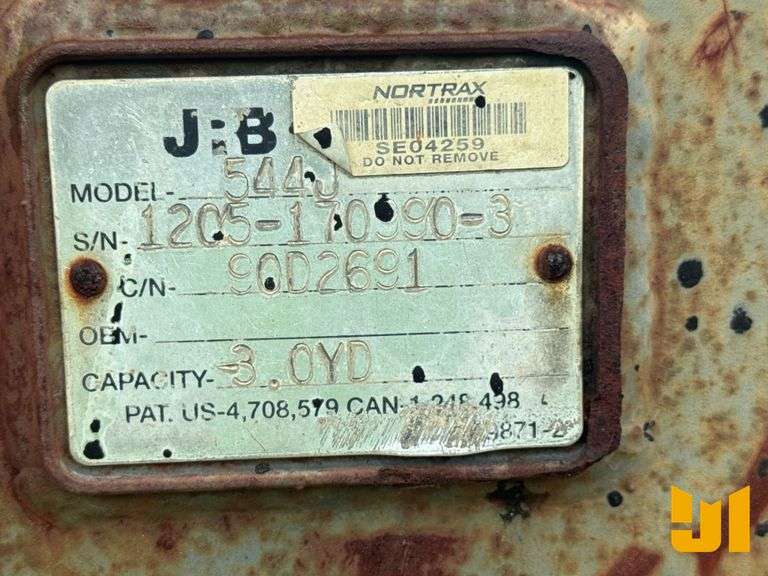 NORTRAX
SE04259
DO NOT REMOVE
JRB
MODEL- 544J
S/N- 1205-170990-3
C/N- 90D2691
OEM-
CAPACITY- 3.0YD
PAT. US-4,708,579 CAN-1,248,498